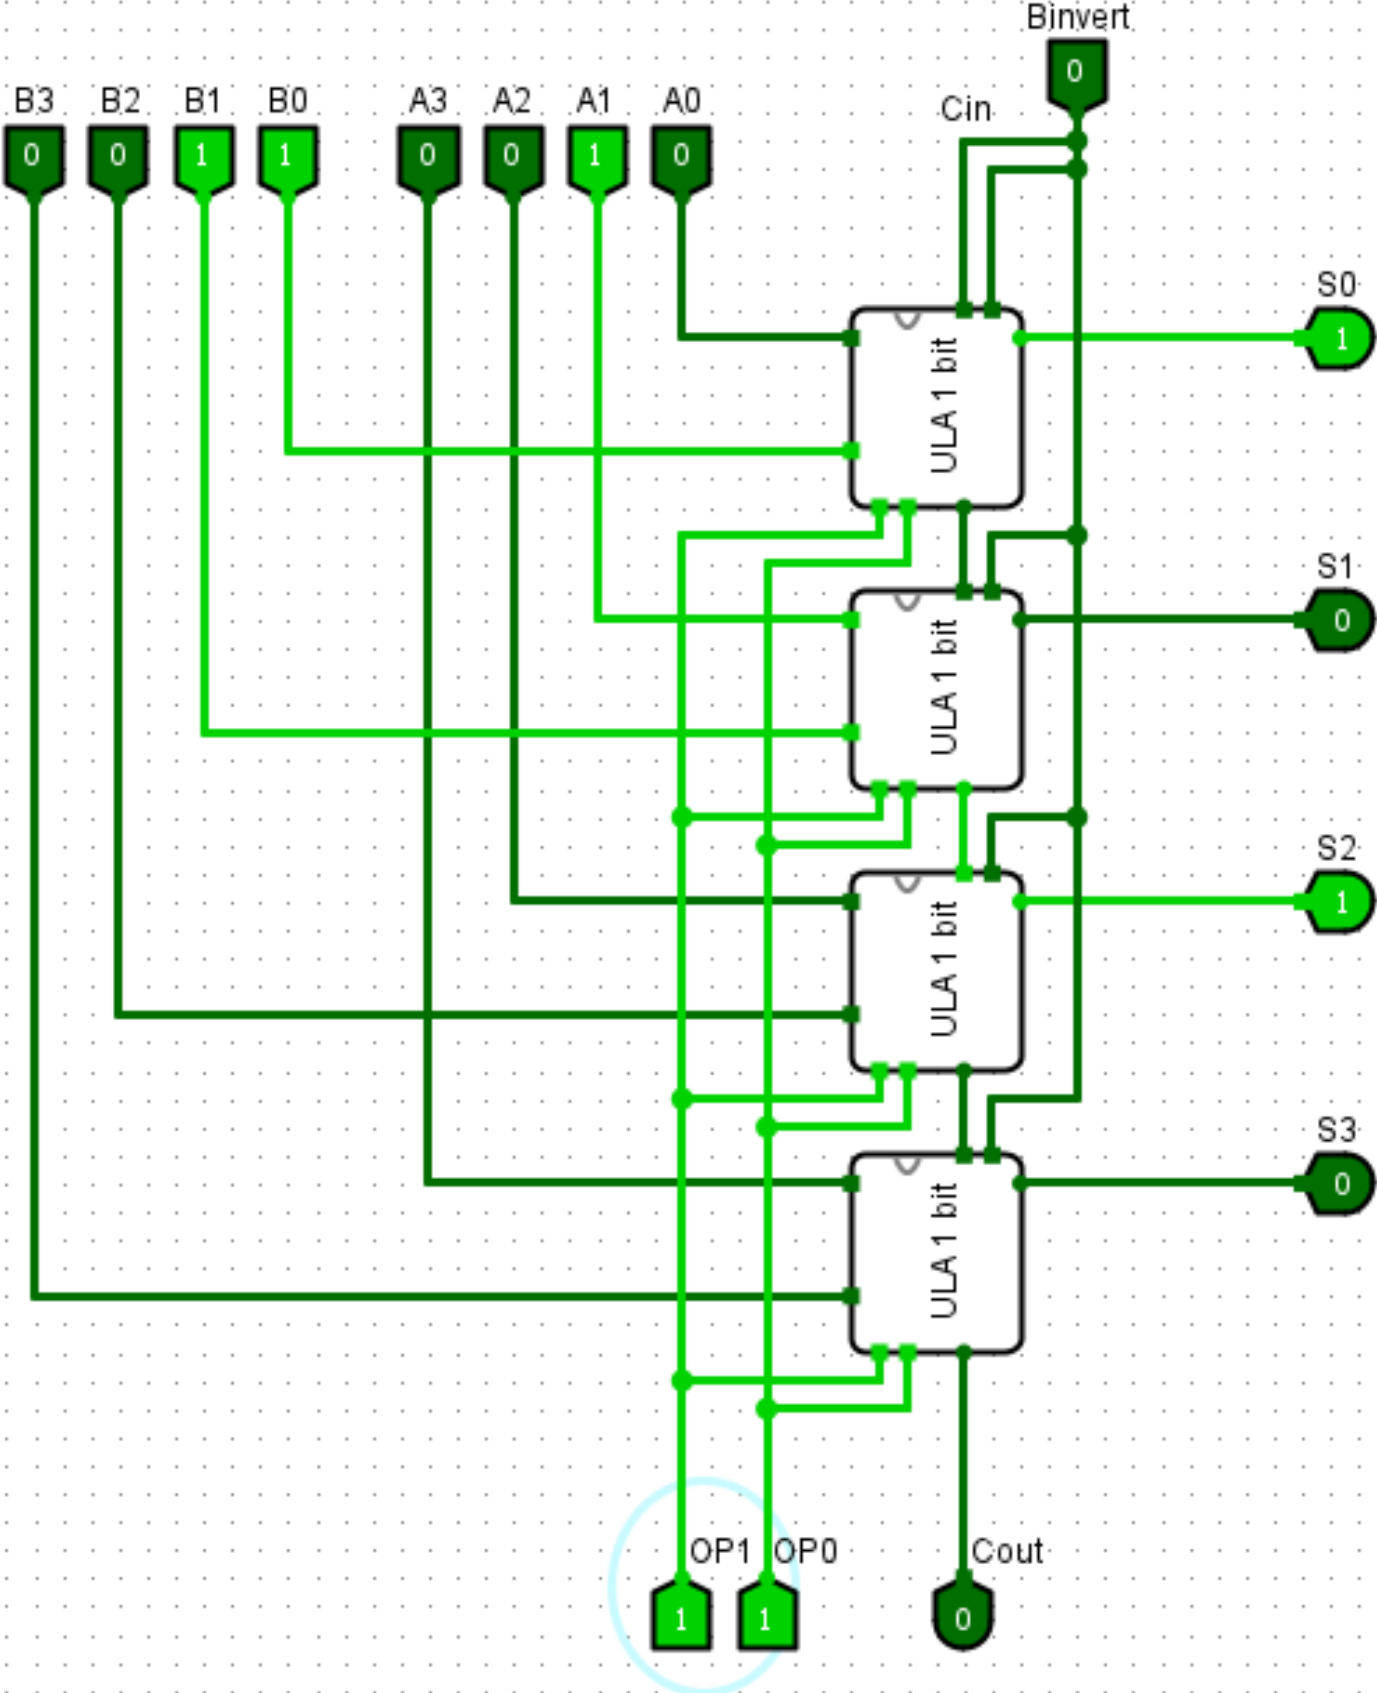 Binvert
0
B3 B2 B1 B0 A3 A2 A1 A0 Cin
0 0 1 1 0 0 1 0
S0
1
ULA 1 bit
S1
0
ULA 1 bit
S2
1
ULA 1 bit
S3
0
ULA 1 bit
OP1 OP0 Cout
1 1 0